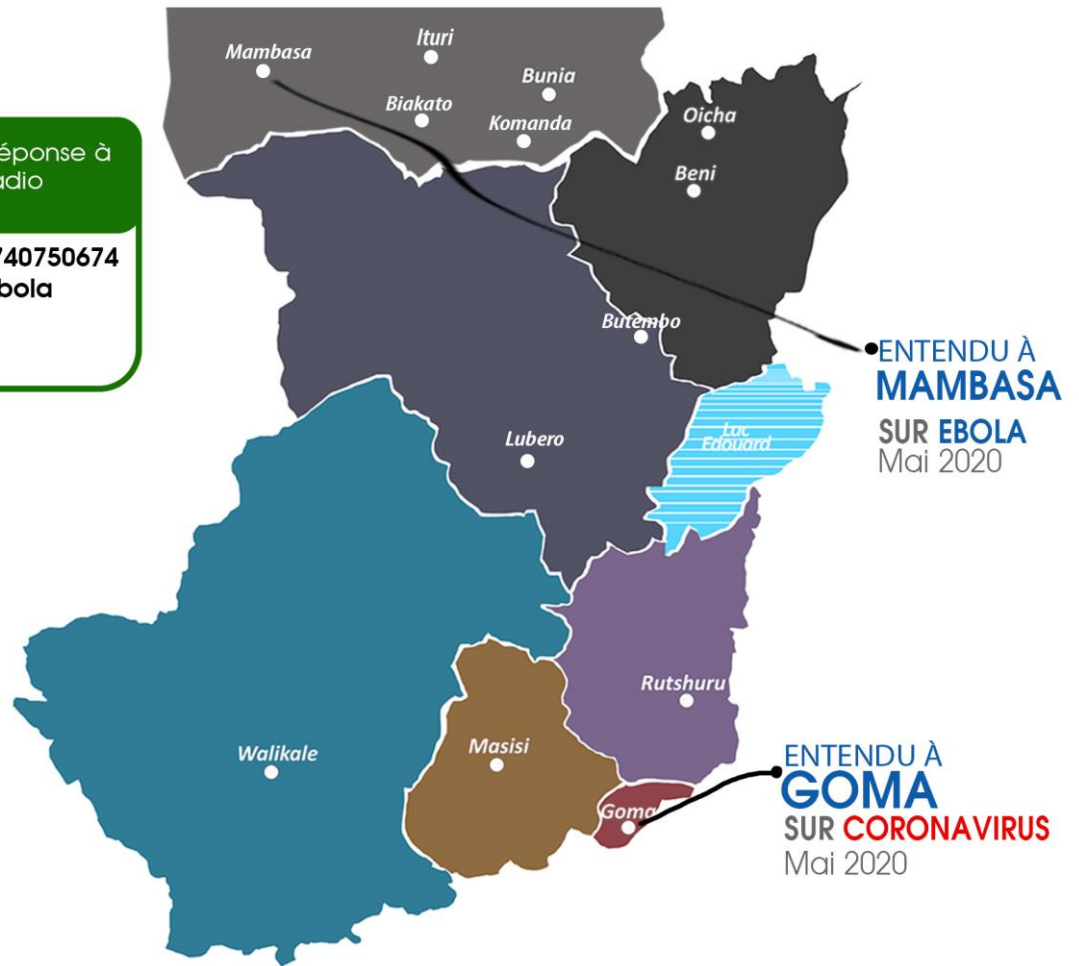 Mambasa
Ituri
Bunia
Biakato
Komanda
Oicha
Beni
éponse à
adio
740750674
bola
Butembo
ENTENDU À
MAMBASA
SUR EBOLA
Mai 2020
Lubero
Lac
Edouard
Rutshuru
Walikale
Masisi
Goma
ENTENDU À
GOMA
SUR CORONAVIRUS
Mai 2020